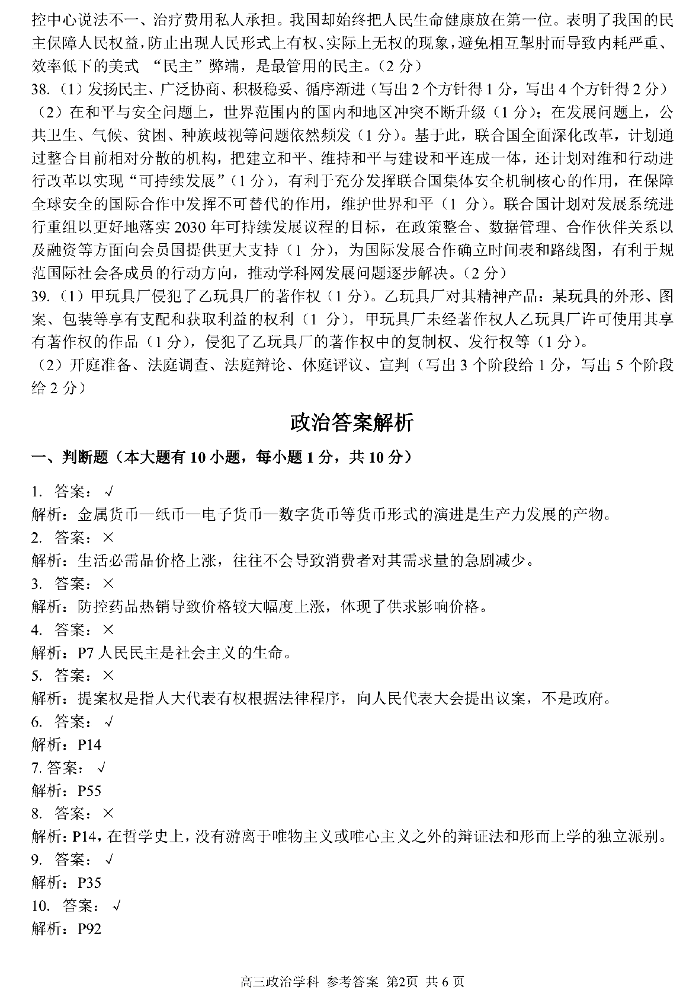 控中心说法不一、治疗费用私人承担。我国却始终把人民生命健康放在第一位。表明了我国的民
主保障人民权益,防止出现人民形式上有权、实际上无权的现象,避免相互掣肘而导致内耗严重、
效率低下的美式 “民主”弊端，是最管用的民主。（2 分）
38.（1）发扬民主、广泛协商、积极稳妥、循序渐进（写出 2 个方针得 1 分，写出 4 个方针得 2 分）
（2）在和平与安全问题上，世界范围内的国内和地区冲突不断升级（1 分）；在发展问题上，公
共卫生、气候、贫困、种族歧视等问题依然频发（1 分）。基于此，联合国全面深化改革，计划通
过整合目前相对分散的机构，把建立和平、维持和平与建设和平连成一体，还计划对维和行动进
行改革以实现“可持续发展”（1 分），有利于充分发挥联合国集体安全机制核心的作用，在保障
全球安全的国际合作中发挥不可替代的作用，维护世界和平（1 分）。联合国计划对发展系统进
行重组以更好地落实 2030 年可持续发展议程的目标，在政策整合、数据管理、合作伙伴关系以
及融资等方面向会员国提供更大支持（1 分），为国际发展合作确立时间表和路线图，有利于规
范国际社会各成员的行动方向，推动学科网发展问题逐步解决。（2 分）
39.（1）甲玩具厂侵犯了乙玩具厂的著作权（1 分）。乙玩具厂对其精神产品：某玩具的外形、图
案、包装等享有支配和获取利益的权利（1 分），甲玩具厂未经著作权人乙玩具厂许可使用其享
有著作权的作品（1 分），侵犯了乙玩具厂的著作权中的复制权、发行权等（1 分）。
（2）开庭准备、法庭调查、法庭辩论、休庭评议、宣判（写出 3 个阶段给 1 分，写出 5 个阶段
给 2 分）
政治答案解析
一、判断题（本大题有 10 小题，每小题 1 分，共 10 分）
1. 答案：√
解析：金属货币—纸币—电子货币—数字货币等货币形式的演进是生产力发展的产物。
2. 答案：×
解析：生活必需品价格上涨，往往不会导致消费者对其需求量的急剧减少。
3. 答案：×
解析：防控药品热销导致价格较大幅度上涨，体现了供求影响价格。
4. 答案：×
解析：P7 人民民主是社会主义的生命。
5. 答案：×
解析：提案权是指人大代表有权根据法律程序，向人民代表大会提出议案，不是政府。
6. 答案：√
解析：P14
7. 答案：√
解析：P55
8. 答案：×
解析：P14，在哲学史上，没有游离于唯物主义或唯心主义之外的辩证法和形而上学的独立派别。
9. 答案：√
解析：P35
10. 答案：√
解析：P92
高三政治学科 参考答案 第2页 共 6 页